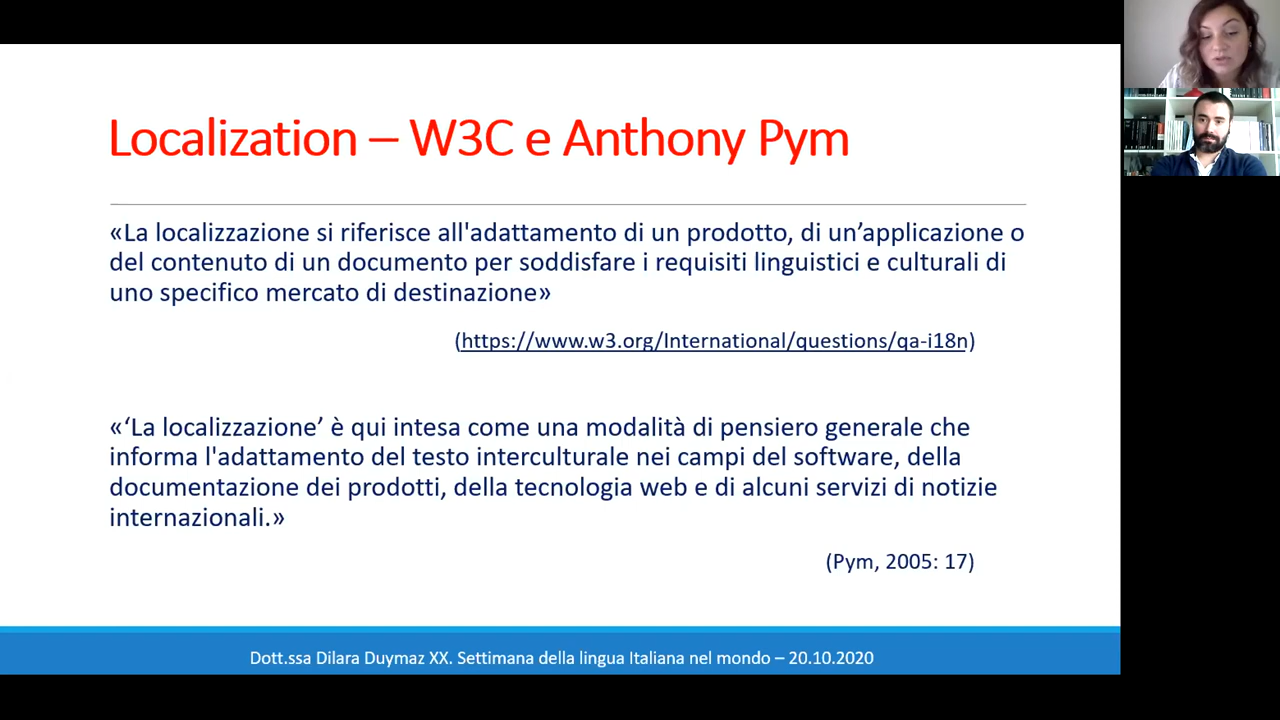 Localization – W3C e Anthony Pym
«La localizzazione si riferisce all'adattamento di un prodotto, di un’applicazione o
del contenuto di un documento per soddisfare i requisiti linguistici e culturali di
uno specifico mercato di destinazione»
(https://www.w3.org/International/questions/qa-i18n)
«‘La localizzazione’ è qui intesa come una modalità di pensiero generale che
informa l'adattamento del testo interculturale nei campi del software, della
documentazione dei prodotti, della tecnologia web e di alcuni servizi di notizie
internazionali.»
(Pym, 2005: 17)
Dott.ssa Dilara Duymaz XX. Settimana della lingua Italiana nel mondo – 20.10.2020